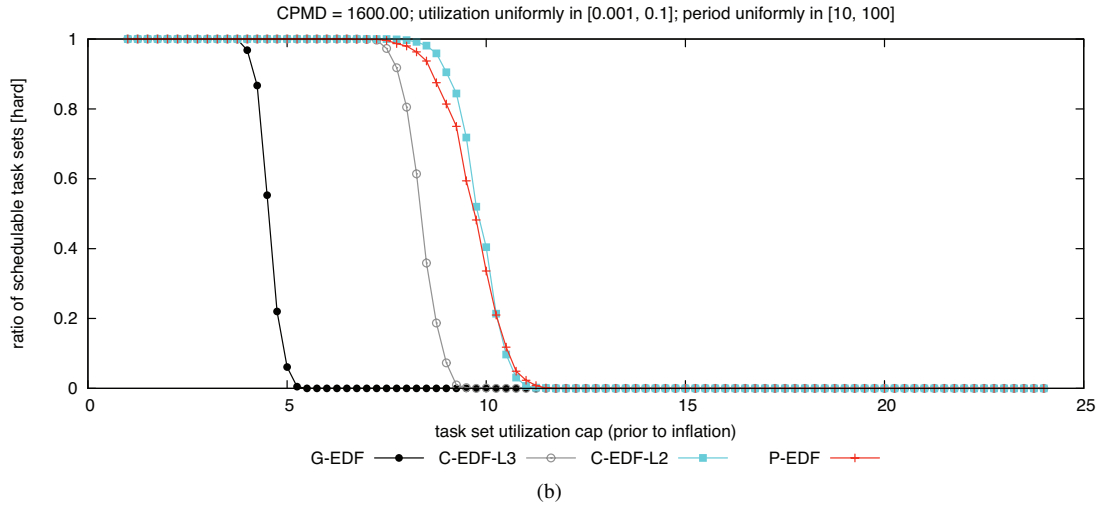 CPMD = 1600.00; utilization uniformly in [0.001, 0.1]; period uniformly in [10, 100]
1
0.8
0.6
0.4
0.2
0
ratio of schedulable task sets [hard]
0 5 10 15 20 25
task set utilization cap (prior to inflation)
G-EDF C-EDF-L3 C-EDF-L2 P-EDF
(b)